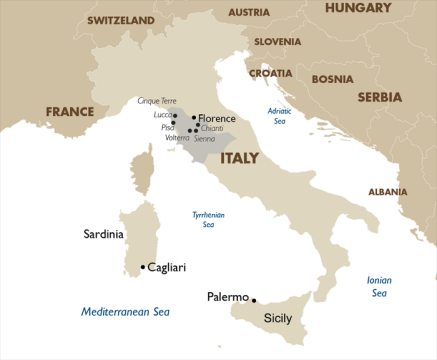 SWITZELAND
AUSTRIA
HUNGARY
SLOVENIA
CROATIA
BOSNIA
SERBIA
FRANCE
Cinque Terre
Lucca
Florence
Pisa
Chianti
Volterra
Sienna
Adriatic
Sea
ITALY
ALBANIA
Tyrrhenian
Sea
Sardinia
Cagliari
Ionian
Sea
Palermo
Mediterranean Sea
Sicily